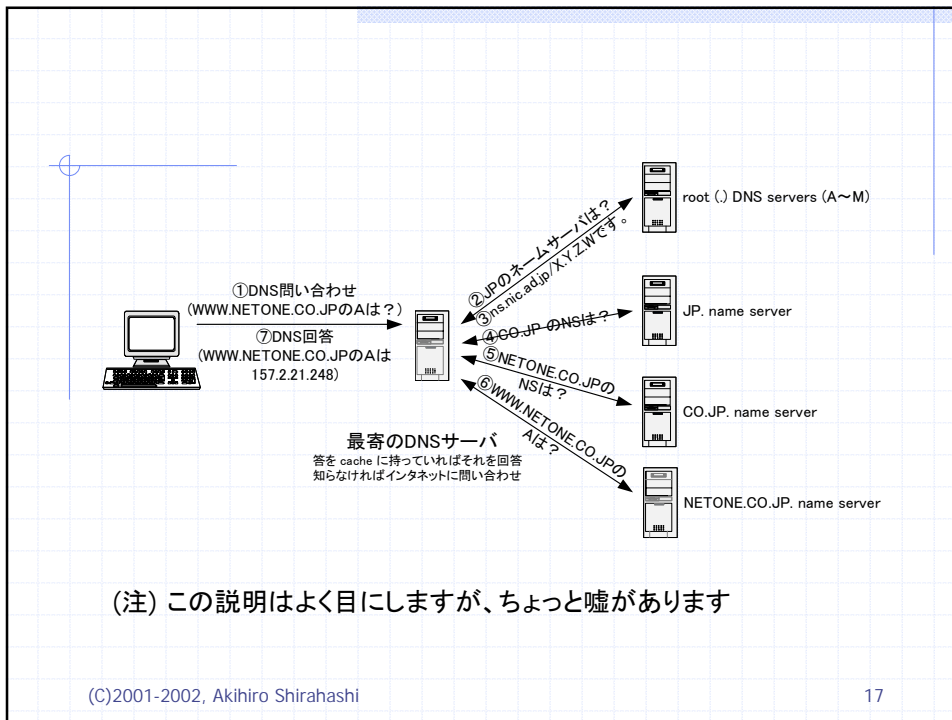 root (.) DNS servers (A～M)
②JPのネームサーバは？
③ns.nic.ad.jp/X.Y.Z.Wです。
①DNS問い合わせ
(WWW.NETONE.CO.JPのAは？)
⑦DNS回答
(WWW.NETONE.CO.JPのAは
157.2.21.248)
JP. name server
④CO.JP のNSは？
⑤NETONE.CO.JPの
NSは？
CO.JP. name server
⑥WWW.NETONE.CO.JPの
Aは？
NETONE.CO.JP. name server
最寄のDNSサーバ
答を cache に持っていればそれを回答
知らなければインタネットに問い合わせ
(注) この説明はよく目にしますが、ちょっと嘘があります
(C)2001-2002, Akihiro Shirahashi
17